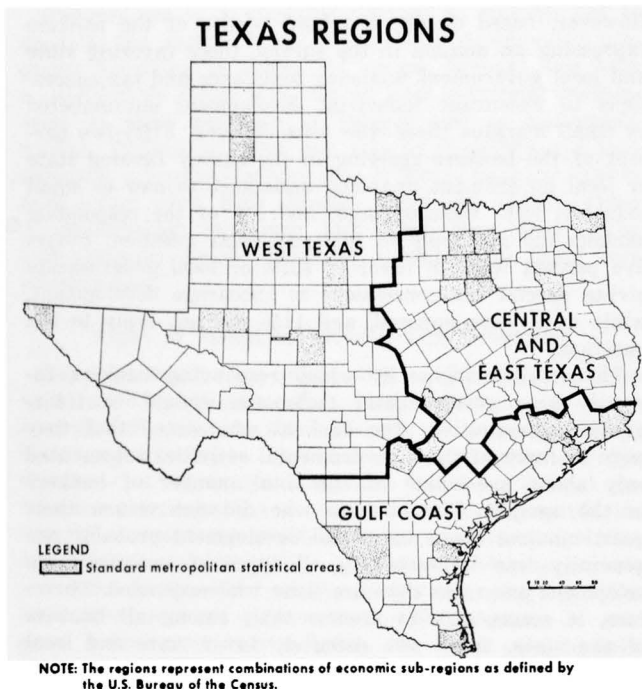 TEXAS REGIONS
WEST TEXAS
CENTRAL
AND
EAST TEXAS
GULF COAST
LEGEND
Standard metropolitan statistical areas.
NOTE: The regions represent combinations of economic sub-regions as defined by
the U.S. Bureau of the Census.